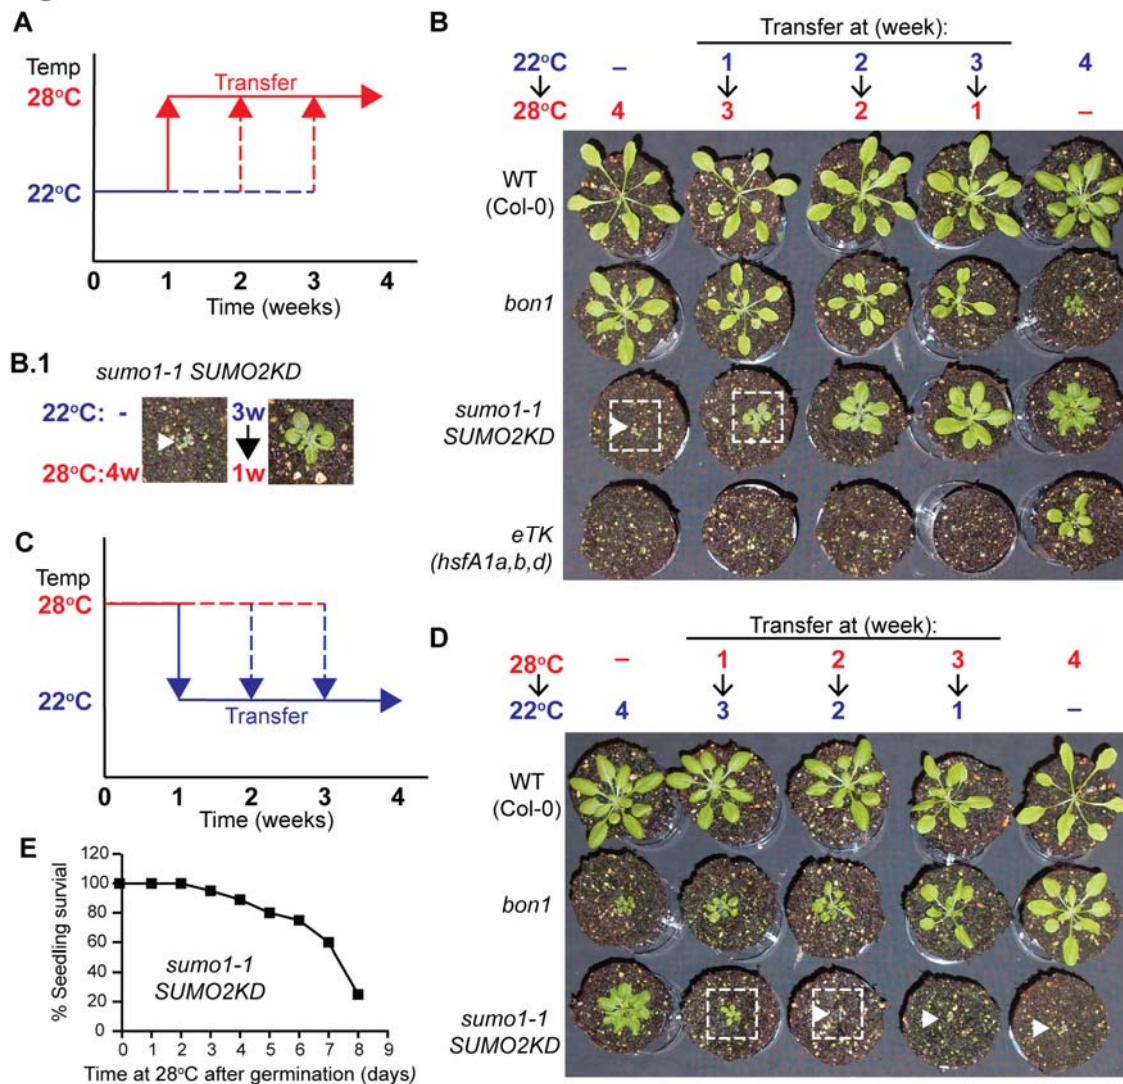 A
Temp
28°C
Transfer
22°C
0 1 2 3 4
Time (weeks)
B
Transfer at (week):
22°C – 1 2 3 4
28°C 4 3 2 1 –
WT
(Col-0)
bon1
sumo1-1
SUMO2KD
eTK
(hsfA1a,b,d)
B.1
sumo1-1 SUMO2KD
22°C: - 3w
28°C:4w 1w
C
Temp
28°C
22°C
Transfer
0 1 2 3 4
Time (weeks)
D
Transfer at (week):
28°C – 1 2 3 4
22°C 4 3 2 1 –
WT
(Col-0)
bon1
sumo1-1
SUMO2KD
E
% Seedling survial
120
100
80
60
40
20
0
sumo1-1
SUMO2KD
0 1 2 3 4 5 6 7 8 9
Time at 28°C after germination (days)